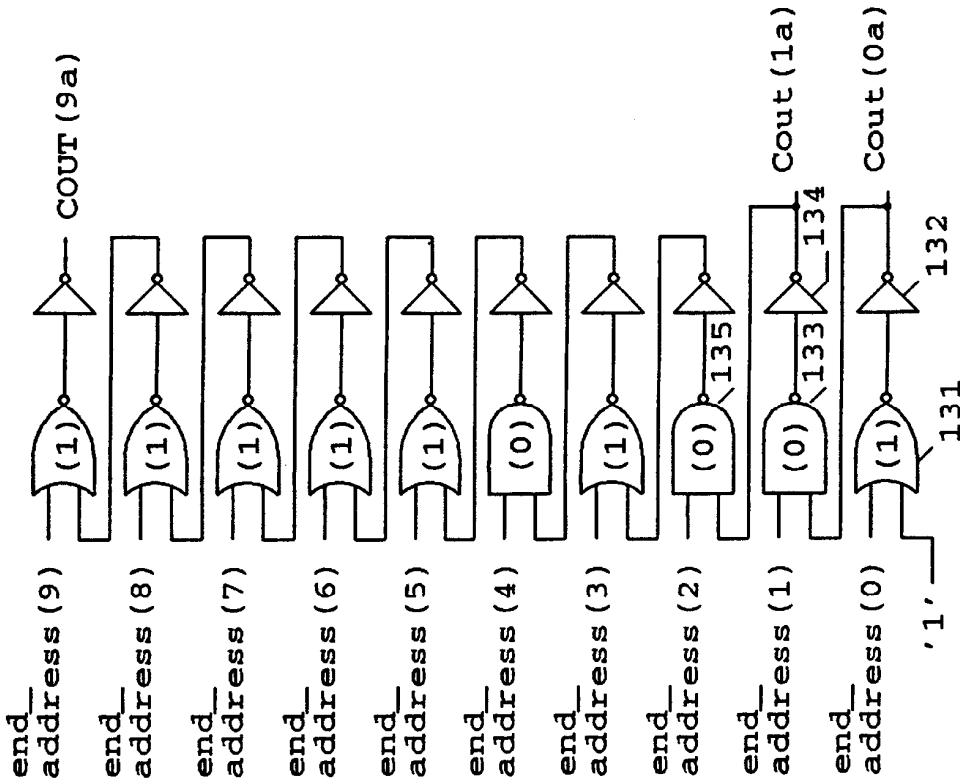 end_
address(9)
(1)
COUT(9a)
end_
address(8)
(1)
end_
address(7)
(1)
end_
address(6)
(1)
end_
address(5)
(1)
end_
address(4)
(0)
end_
address(3)
(1)
end_
address(2)
(0)
135
end_
address(1)
(0)
133
134
Cout(1a)
end_
address(0)
(1)
131
132
Cout(0a)
'1'